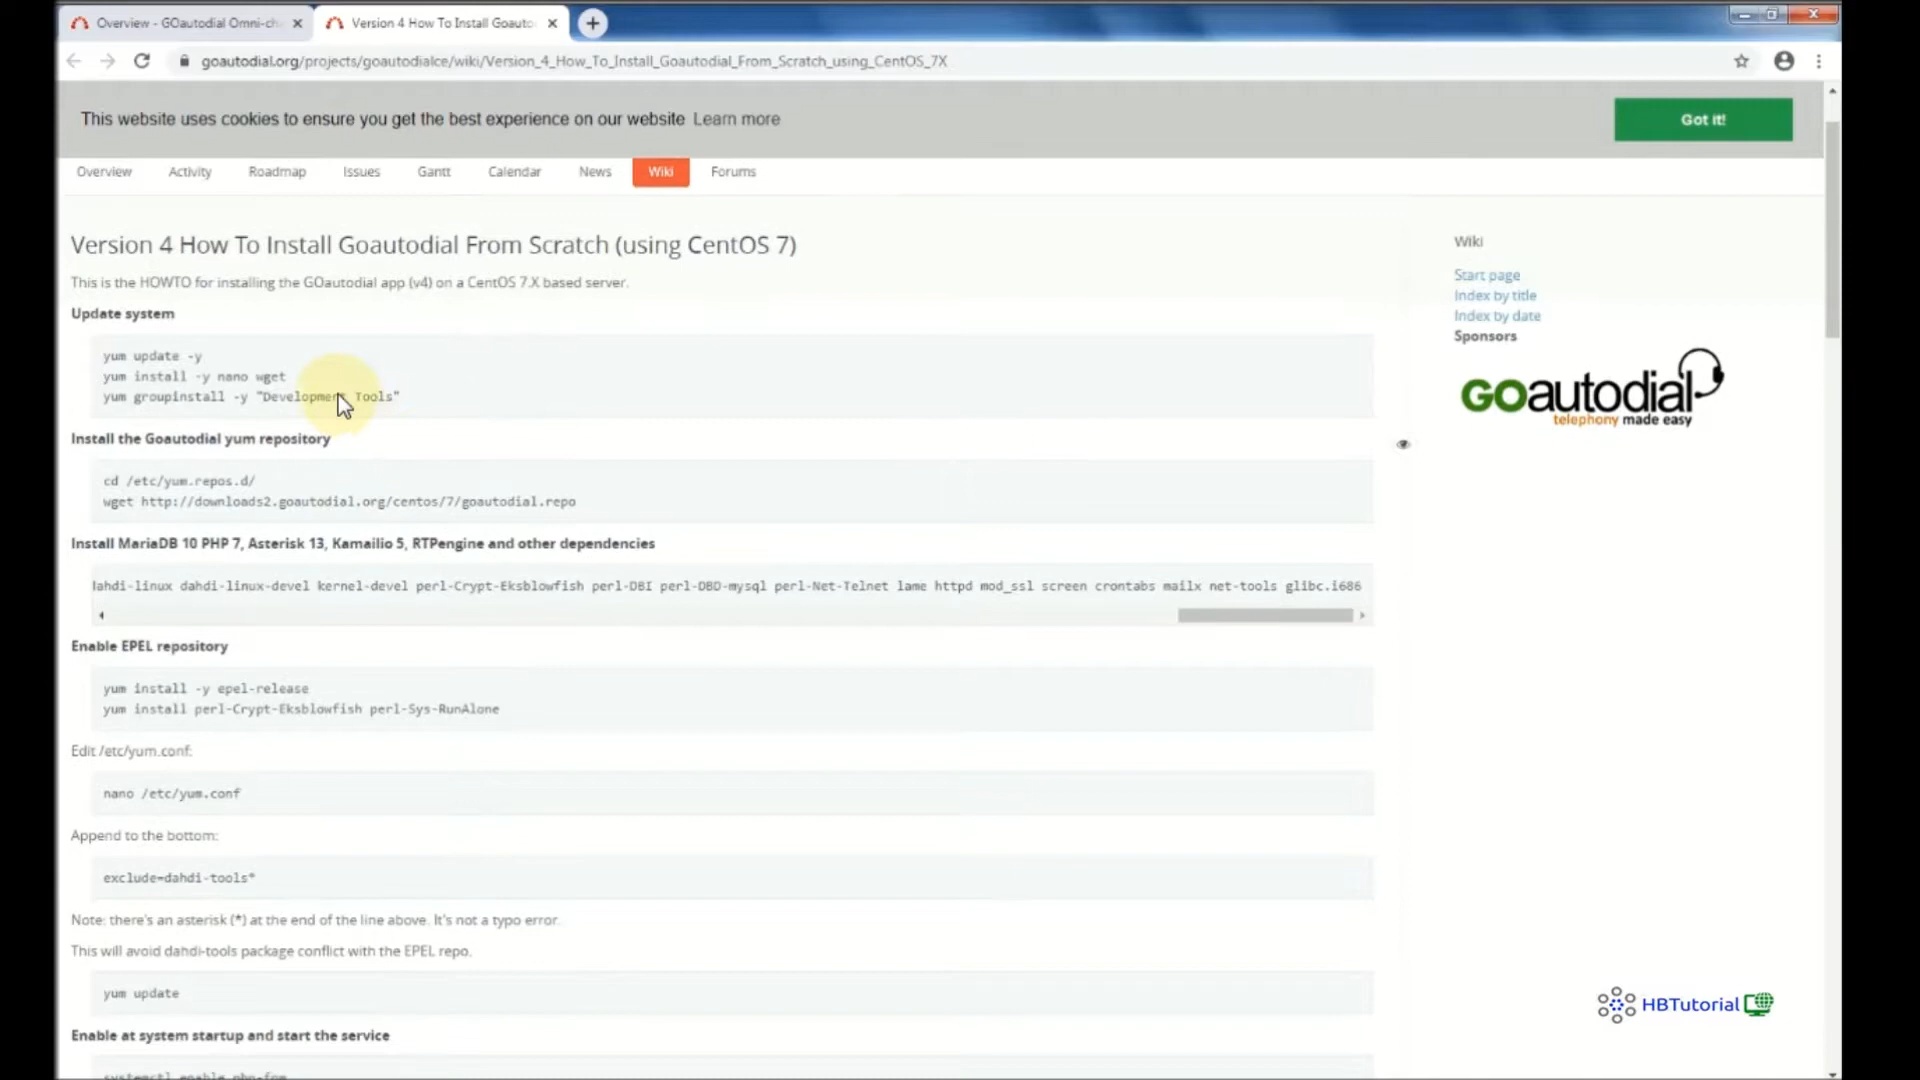 Overview - GOautodial Omni-ch
Version 4 How To Install Goauto
goautodial.org/projects/goautodialce/wiki/Version_4_How_To_Install_Goautodial_From_Scratch_using_CentOS_7X
This website uses cookies to ensure you get the best experience on our website Learn more
Got it!
Overview Activity Roadmap Issues Gantt Calendar News Wiki Forums
Version 4 How To Install Goautodial From Scratch (using CentOS 7)
This is the HOWTO for installing the GOautodial app (v4) on a CentOS 7.X based server.
Update system
yum update -y
yum install -y nano wget
yum groupinstall -y "Development Tools"
Install the Goautodial yum repository
cd /etc/yum.repos.d/
wget http://downloads2.goautodial.org/centos/7/goautodial.repo
Install MariaDB 10 PHP 7, Asterisk 13, Kamailio 5, RTPengine and other dependencies
lahdi-linux dahdi-linux-devel kernel-devel perl-Crypt-Eksblowfish perl-DBI perl-DBD-mysql perl-Net-Telnet lame httpd mod_ssl screen crontabs mailx net-tools glibc.i686
Enable EPEL repository
yum install -y epel-release
yum install perl-Crypt-Eksblowfish perl-Sys-RunAlone
Edit /etc/yum.conf:
nano /etc/yum.conf
Append to the bottom:
exclude=dahdi-tools*
Note: there's an asterisk (*) at the end of the line above. It's not a typo error.
This will avoid dahdi-tools package conflict with the EPEL repo.
yum update
Enable at system startup and start the service
systemctl enable php-fpm
Wiki
Start page
Index by title
Index by date
Sponsors
GOautodial
telephony made easy
HBTutorial